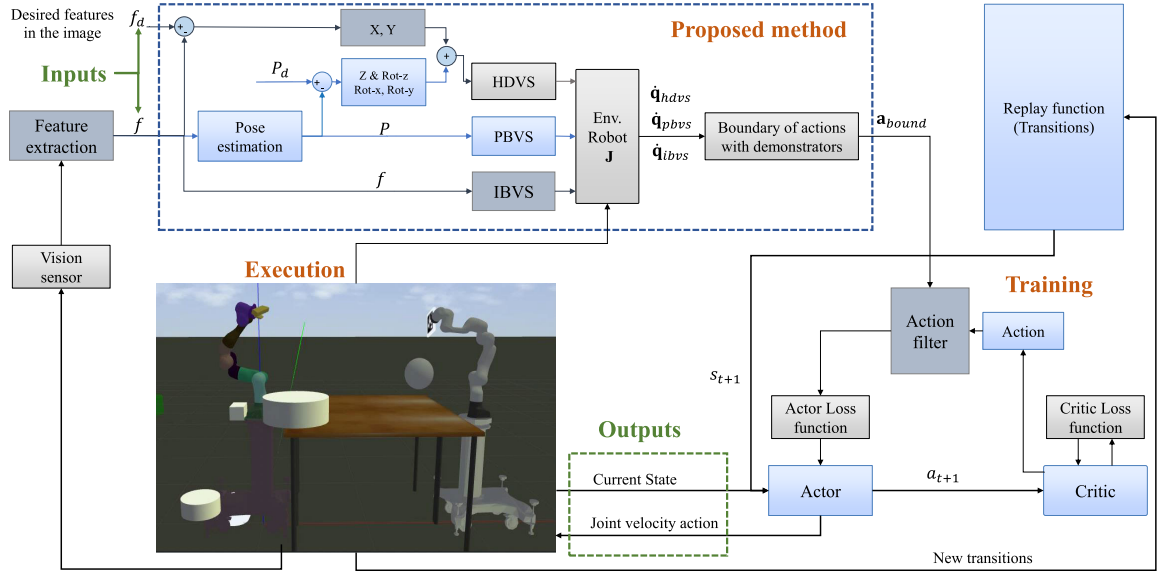 Desired features
in the image
f_d
+
-
X, Y
Proposed method
Replay function
(Transitions)
Inputs
P_d
+
-
Z & Rot-z
Rot-x, Rot-y
+
HDVS
Env.
Robot
J
q̇_hdvs
q̇_pbvs
q̇_ibvs
Boundary of actions
with demonstrators
a_bound
Feature
extraction
f
Pose
estimation
P
PBVS
f
IBVS
Vision
sensor
Execution
Training
Action
filter
Action
s_{t+1}
Actor Loss
function
Critic Loss
function
Outputs
Current State
Actor
a_{t+1}
Critic
Joint velocity action
New transitions